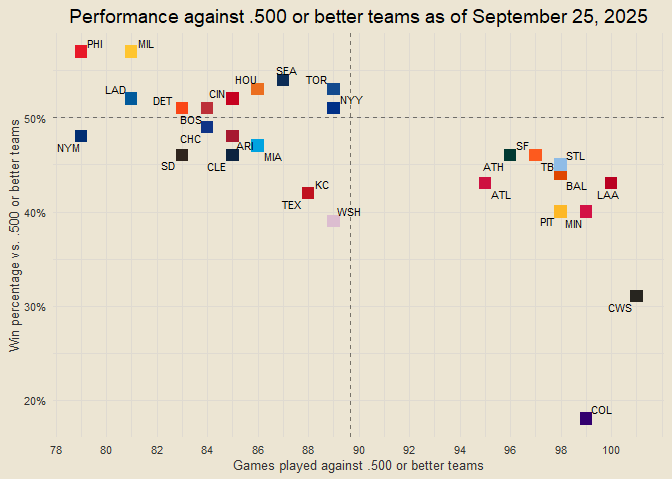 Performance against .500 or better teams as of September 25, 2025
PHI
MIL
SEA
HOU
TOR
LAD
DET
CIN
NYY
50%
BOS
CHC
NYM
ARI
MIA
SD
CLE
SF
STL
ATH
TB
KC
BAL
ATL
LAA
TEX
WSH
40%
PIT
MIN
30%
CWS
20%
COL
Win percentage vs. .500 or better teams
78
80
82
84
86
88
90
92
94
96
98
100
Games played against .500 or better teams